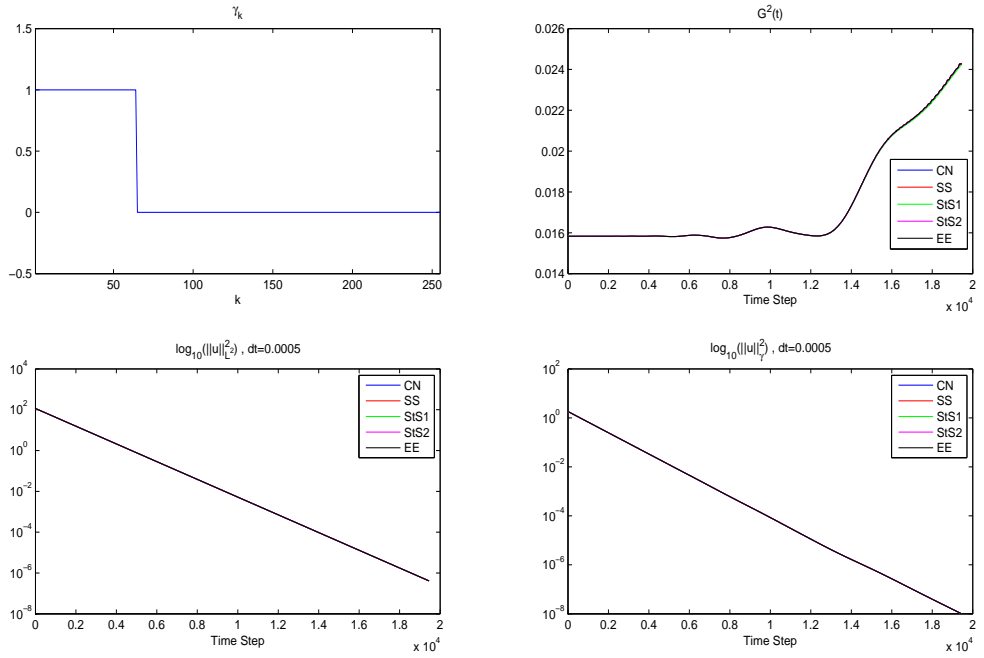 γ_k
1.5
1
0.5
0
−0.5
50
100
150
200
250
k
G²(t)
0.026
0.024
0.022
0.02
0.018
0.016
0.014
CN
SS
StS1
StS2
EE
0
0.2
0.4
0.6
0.8
1
1.2
1.4
1.6
1.8
2
Time Step
x 10⁴
log₁₀(||u||²_L²) , dt=0.0005
10⁴
10²
10⁰
10⁻²
10⁻⁴
10⁻⁶
10⁻⁸
CN
SS
StS1
StS2
EE
0
0.2
0.4
0.6
0.8
1
1.2
1.4
1.6
1.8
2
Time Step
x 10⁴
log₁₀(||u||²_γ) , dt=0.0005
10²
10⁰
10⁻²
10⁻⁴
10⁻⁶
10⁻⁸
CN
SS
StS1
StS2
EE
0
0.2
0.4
0.6
0.8
1
1.2
1.4
1.6
1.8
2
Time Step
x 10⁴